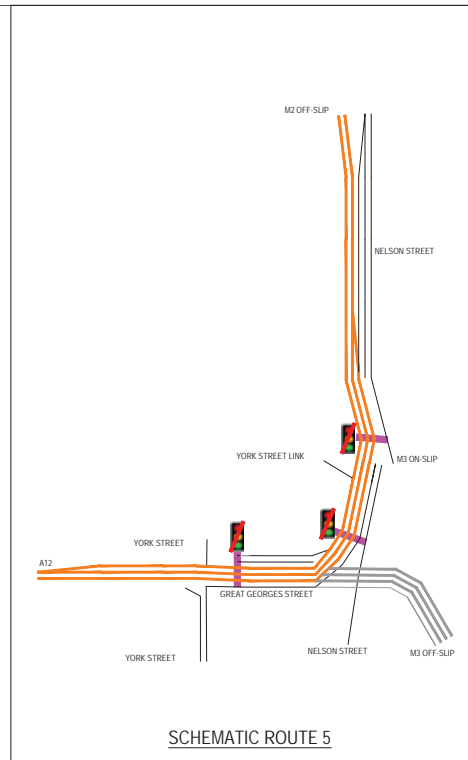 M2 OFF-SLIP
NELSON STREET
YORK STREET LINK
M3 ON-SLIP
YORK STREET
A12
GREAT GEORGES STREET
NELSON STREET
M3 OFF-SLIP
YORK STREET
SCHEMATIC ROUTE 5